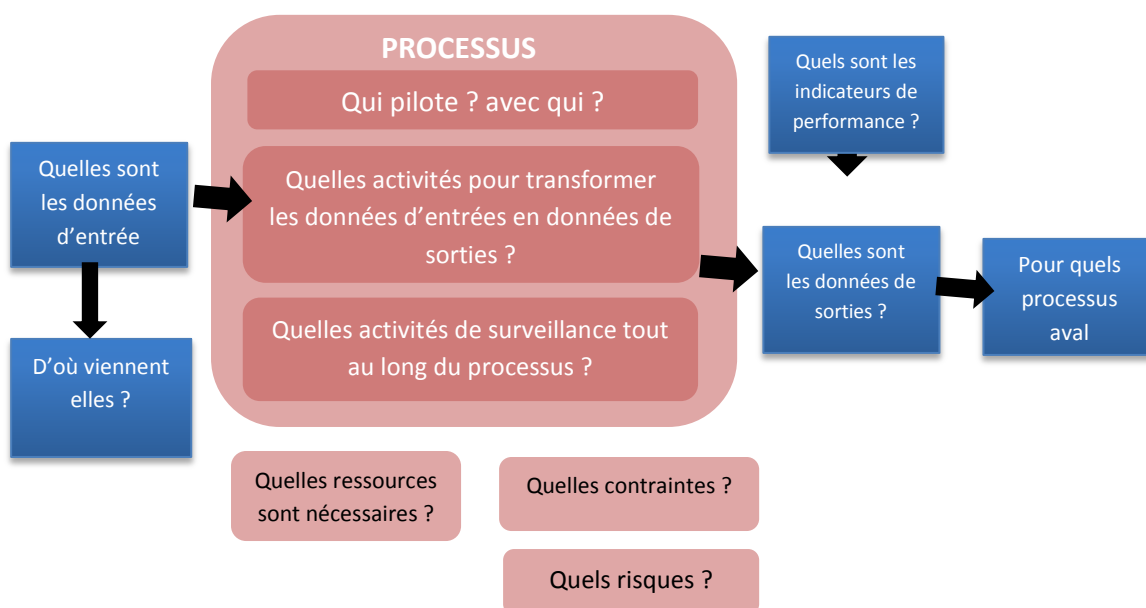 PROCESSUS
Qui pilote ? avec qui ?
Quelles activités pour transformer
les données d’entrées en données de
sorties ?
Quelles activités de surveillance tout
au long du processus ?
Quelles sont
les données
d’entrée
D’où viennent
elles ?
Quels sont les
indicateurs de
performance ?
Quelles sont
les données de
sorties ?
Pour quels
processus
aval
Quelles ressources
sont nécessaires ?
Quelles contraintes ?
Quels risques ?